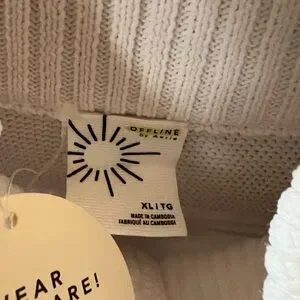 OFFLINE
by Aerie
XL | TG
MADE IN CAMBODIA
FABRIQUÉ AU CAMBODGE
WEAR
ARE!